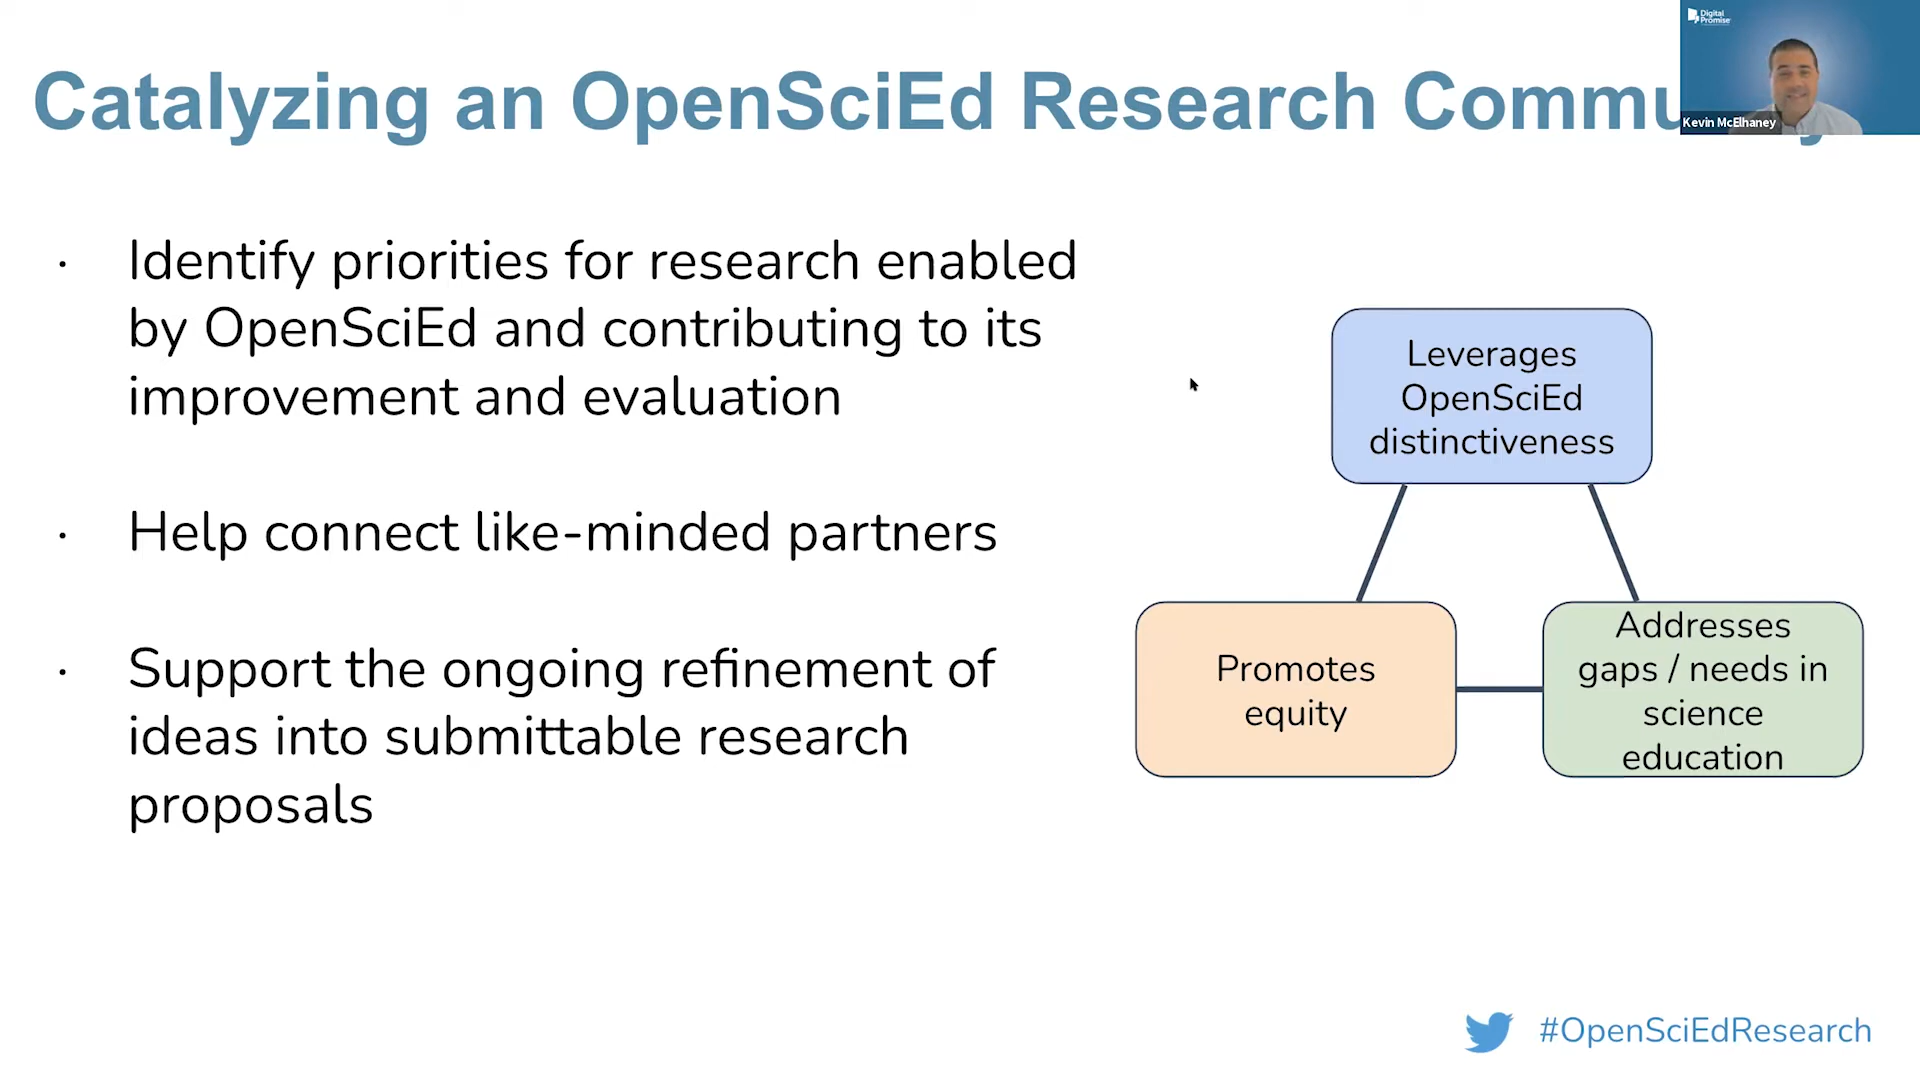 Digital
Promise
Kevin McElhaney
Catalyzing an OpenSciEd Research Commu
· Identify priorities for research enabled
by OpenSciEd and contributing to its
improvement and evaluation
· Help connect like-minded partners
· Support the ongoing refinement of
ideas into submittable research
proposals
Leverages
OpenSciEd
distinctiveness
Promotes
equity
Addresses
gaps / needs in
science
education
#OpenSciEdResearch